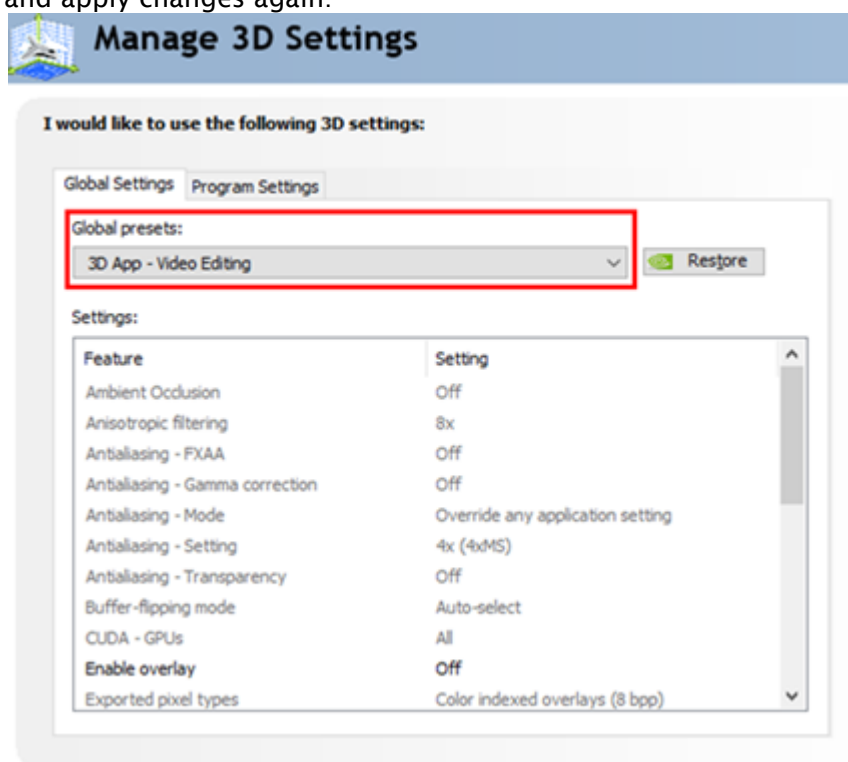 and apply changes again.
Manage 3D Settings
I would like to use the following 3D settings:
Global Settings Program Settings
Global presets:
3D App - Video Editing Restore
Settings:
Feature Setting
Ambient Occlusion Off
Anisotropic filtering 8x
Antialiasing - FXAA Off
Antialiasing - Gamma correction Off
Antialiasing - Mode Override any application setting
Antialiasing - Setting 4x (4xMS)
Antialiasing - Transparency Off
Buffer-flipping mode Auto-select
CUDA - GPUs All
Enable overlay Off
Exported pixel types Color indexed overlays (8 bpp)